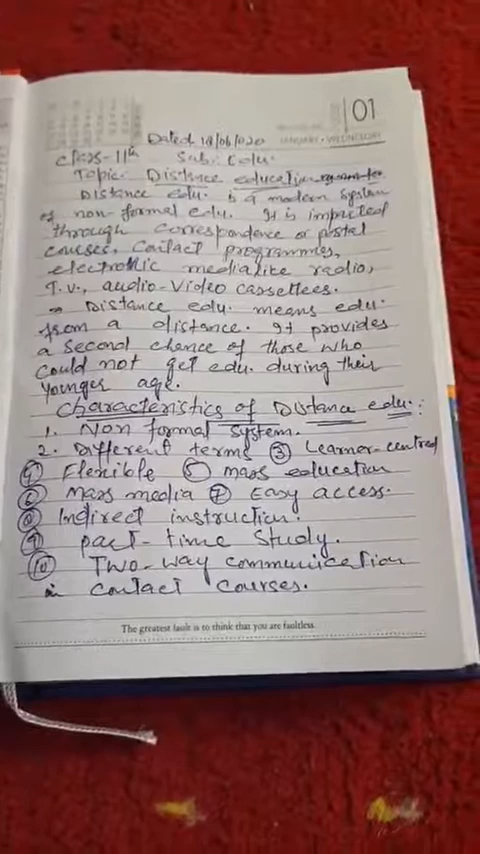 01
JANUARY • WEDNESDAY
Dated 18/06/020
Class-11th Sub: Edu.
Topic: Distance education
Distance edu. is a modern system
of non-formal edu. It is imparted
through correspondence or postal
courses, contact programmes,
electronic media like radio,
T.V., audio-video cassettees.
→ Distance edu. means edu.
from a distance. It provides
a second chance of those who
could not get edu. during their
younger age.
Characteristics of Distance edu.:
1. Non formal system.
2. Different terms ③ Learner-centred
④ Flexible ⑤ mass education
⑥ Mass media ⑦ Easy access.
⑧ Indirect instruction.
⑨ part-time study.
⑩ Two-way communication
in contact courses.
The greatest fault is to think that you are faultless.